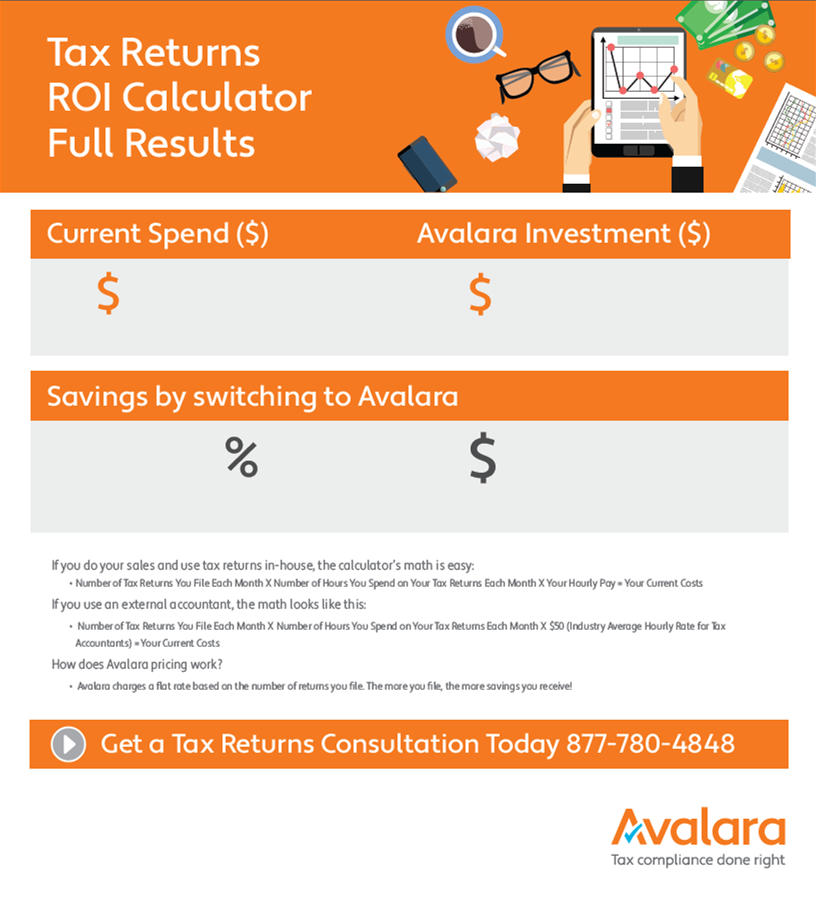 Tax Returns
ROI Calculator
Full Results
Current Spend ($) Avalara Investment ($)
$ $
Savings by switching to Avalara
% $
If you do your sales and use tax returns in-house, the calculator's math is easy:
• Number of Tax Returns You File Each Month X Number of Hours You Spend on Your Tax Returns Each Month X Your Hourly Pay = Your Current Costs
If you use an external accountant, the math looks like this:
• Number of Tax Returns You File Each Month X Number of Hours You Spend on Your Tax Returns Each Month X $50 (Industry Average Hourly Rate for Tax
Accountants) = Your Current Costs
How does Avalara pricing work?
• Avalara charges a flat rate based on the number of returns you file. The more you file, the more savings you receive!
Get a Tax Returns Consultation Today 877-780-4848
Avalara
Tax compliance done right